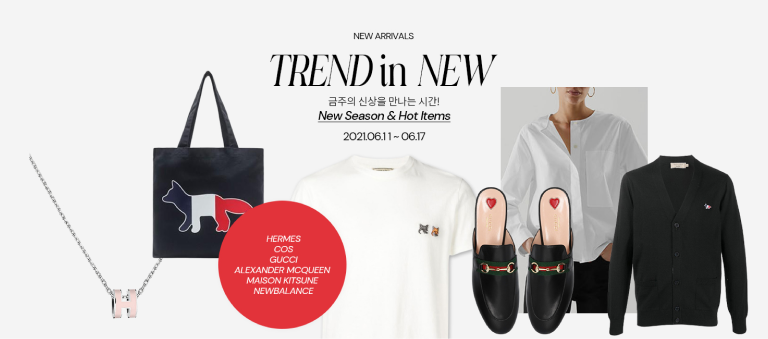 NEW ARRIVALS
TREND in NEW
금주의 신상을 만나는 시간!
New Season & Hot Items
2021.06.11 ~ 06.17
HERMES
COS
GUCCI
ALEXANDER MCQUEEN
MAISON KITSUNE
NEWBALANCE
H